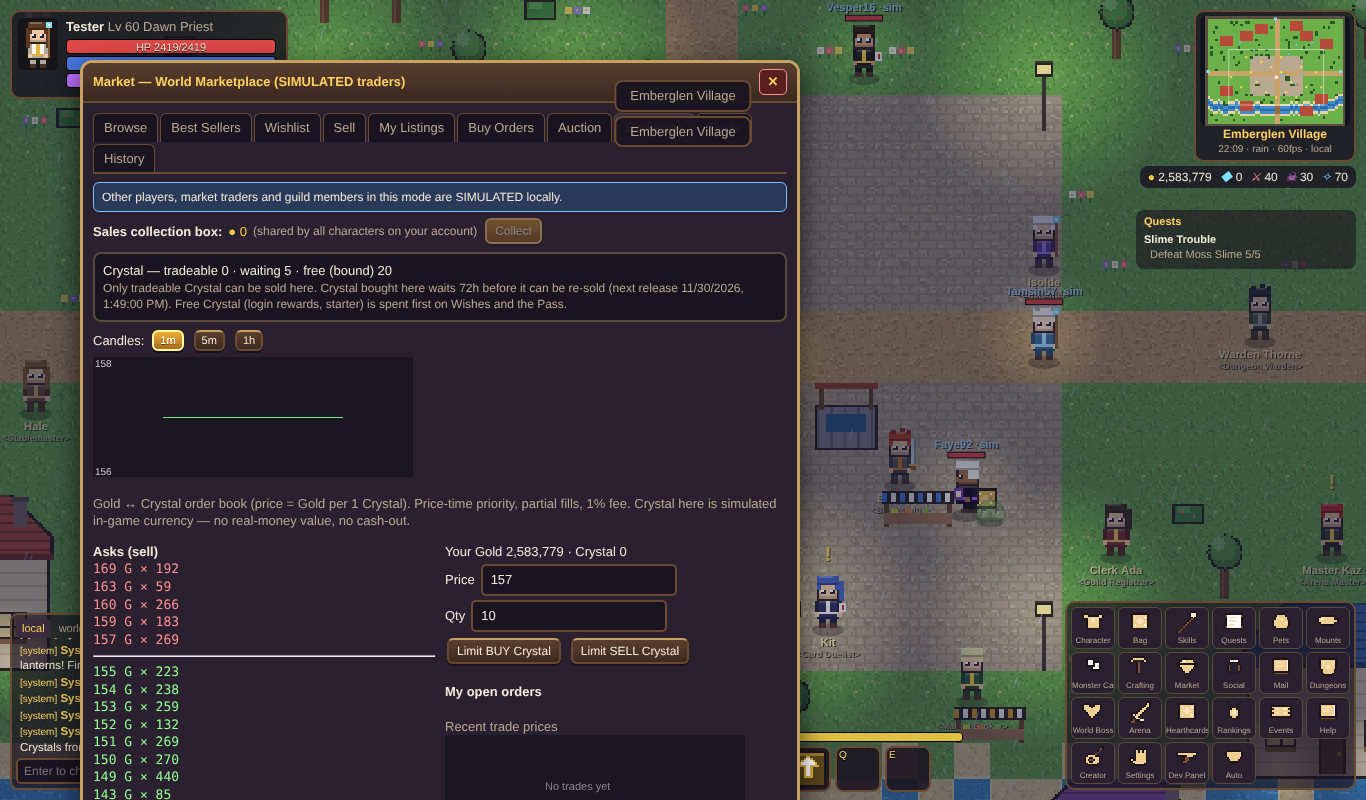 Tester Lv 60 Dawn Priest
HP 2419/2419
Market — World Marketplace (SIMULATED traders)
×
Emberglen Village
Emberglen Village
Browse
Best Sellers
Wishlist
Sell
My Listings
Buy Orders
Auction
History
Other players, market traders and guild members in this mode are SIMULATED locally.
Sales collection box: 0 (shared by all characters on your account) Collect
Crystal — tradeable 0 · waiting 5 · free (bound) 20
Only tradeable Crystal can be sold here. Crystal bought here waits 72h before it can be re-sold (next release 11/30/2026,
1:49:00 PM). Free Crystal (login rewards, starter) is spent first on Wishes and the Pass.
Candles: 1m 5m 1h
158
156
Gold ↔ Crystal order book (price = Gold per 1 Crystal). Price-time priority, partial fills, 1% fee. Crystal here is simulated
in-game currency — no real-money value, no cash-out.
Asks (sell)
169 G × 192
163 G × 59
160 G × 266
159 G × 183
157 G × 269
155 G × 223
154 G × 238
153 G × 259
152 G × 132
151 G × 269
150 G × 270
149 G × 440
143 G × 85
Your Gold 2,583,779 · Crystal 0
Price 157
Qty 10
Limit BUY Crystal
Limit SELL Crystal
My open orders
Recent trade prices
No trades yet
Vesper16 ·sim
Isolde
Tamsin57 ·sim
Warden Thorne
<Dungeon Warden>
Hale
<Stablemaster>
Faye92 ·sim
!
Kit
<Card Duelist>
Clerk Ada
<Guild Registrar>
!
Master Kaz
<Arena Master>
Emberglen Village
22:09 · rain · 60fps · local
2,583,779 0 40 30 70
Quests
Slime Trouble
Defeat Moss Slime 5/5
local
[system]
lanterns!
[system]
[system]
[system]
[system]
Crystals
Enter to
Q
E
Character
Bag
Skills
Quests
Pets
Mounts
Monster
Crafting
Market
Social
Mail
Dungeons
World Boss
Arena
Hearthcards
Rankings
Events
Help
Creator
Settings
Dev Panel
Auto